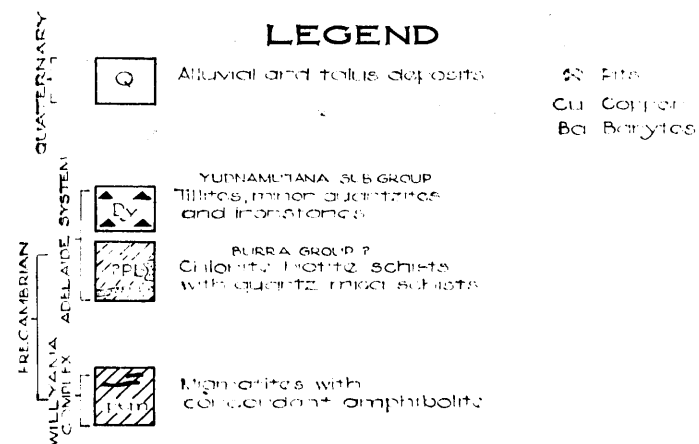 LEGEND
QUATERNARY
Q
Alluvial and talus deposits
Pits
Cu Copper
Ba Barytes
PRECAMBRIAN
ADELAIDE SYSTEM
YUDNAMUTANA SUB GROUP
Tillites, minor quartzites
and ironstones
BURRA GROUP ?
Chlorite biotite schists
with quartz mica schists
WILLYAMA
COMPLEX
Migmatites with
concordant amphibolite